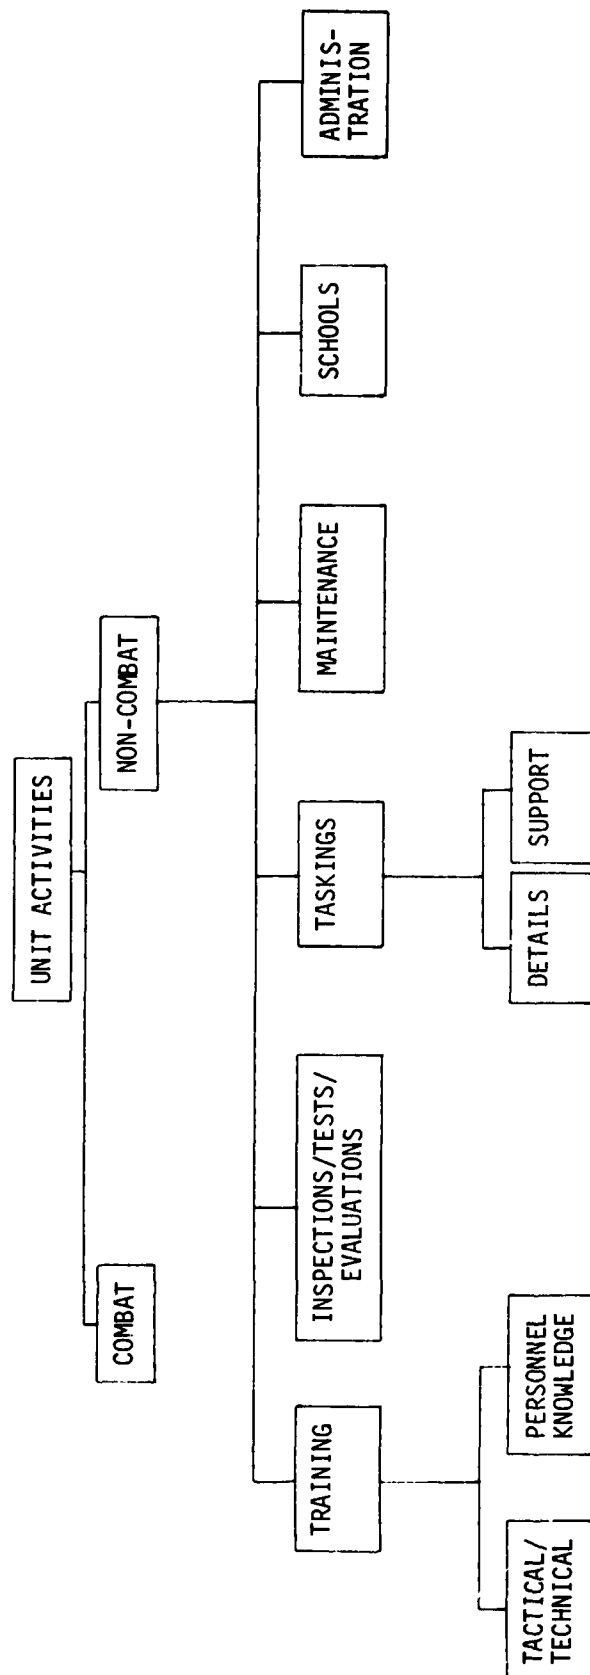 UNIT ACTIVITIES
COMBAT
NON-COMBAT
TRAINING
INSPECTIONS/TESTS/
EVALUATIONS
TASKINGS
MAINTENANCE
SCHOOLS
ADMINIS-
TRATION
TACTICAL/
TECHNICAL
PERSONNEL
KNOWLEDGE
DETAILS
SUPPORT